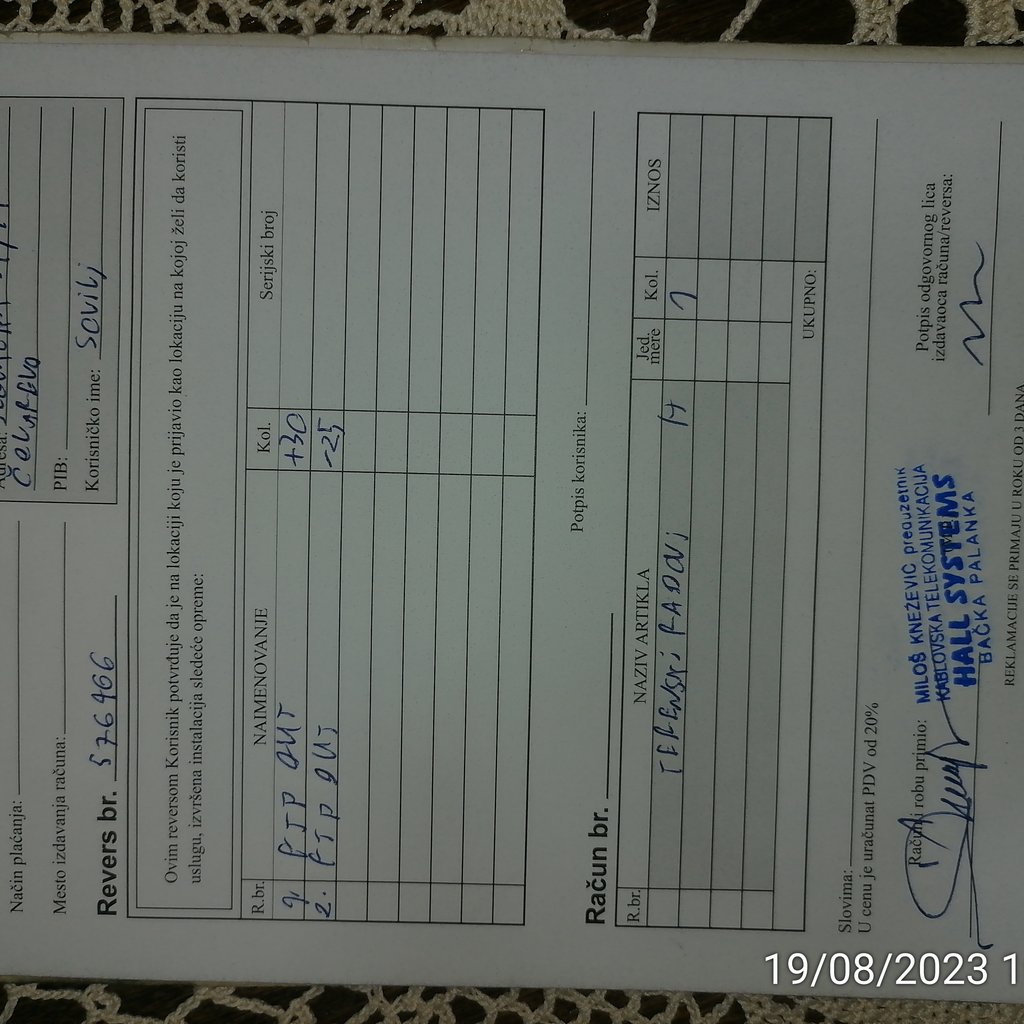 Čelarevo
Način plaćanja:
PIB:
Mesto izdavanja računa:
Korisničko ime: Sovilj
Revers br. 576466
Ovim reversom Korisnik potvrđuje da je na lokaciji koju je prijavio kao lokaciju na kojoj želi da koristi
uslugu, izvršena instalacija sledeće opreme:
R.br. NAIMENOVANJE Kol. Serijski broj
1. FTP OUT +30
2. FTP OUT -25
Potpis korisnika:
Račun br.
R.br. NAZIV ARTIKLA Jed. mere Kol. IZNOS
TERENSKI RADOVI H 1
UKUPNO:
Slovima:
U cenu je uračunat PDV od 20%
Račun i robu primio:
MILOŠ KNEŽEVIĆ preduzetnik
KABLOVSKA TELEKOMUNIKACIJA
HALL SYSTEMS
BAČKA PALANKA
Potpis odgovornog lica
izdavaoca računa/reversa:
REKLAMACIJE SE PRIMAJU U ROKU OD 3 DANA
19/08/2023 1